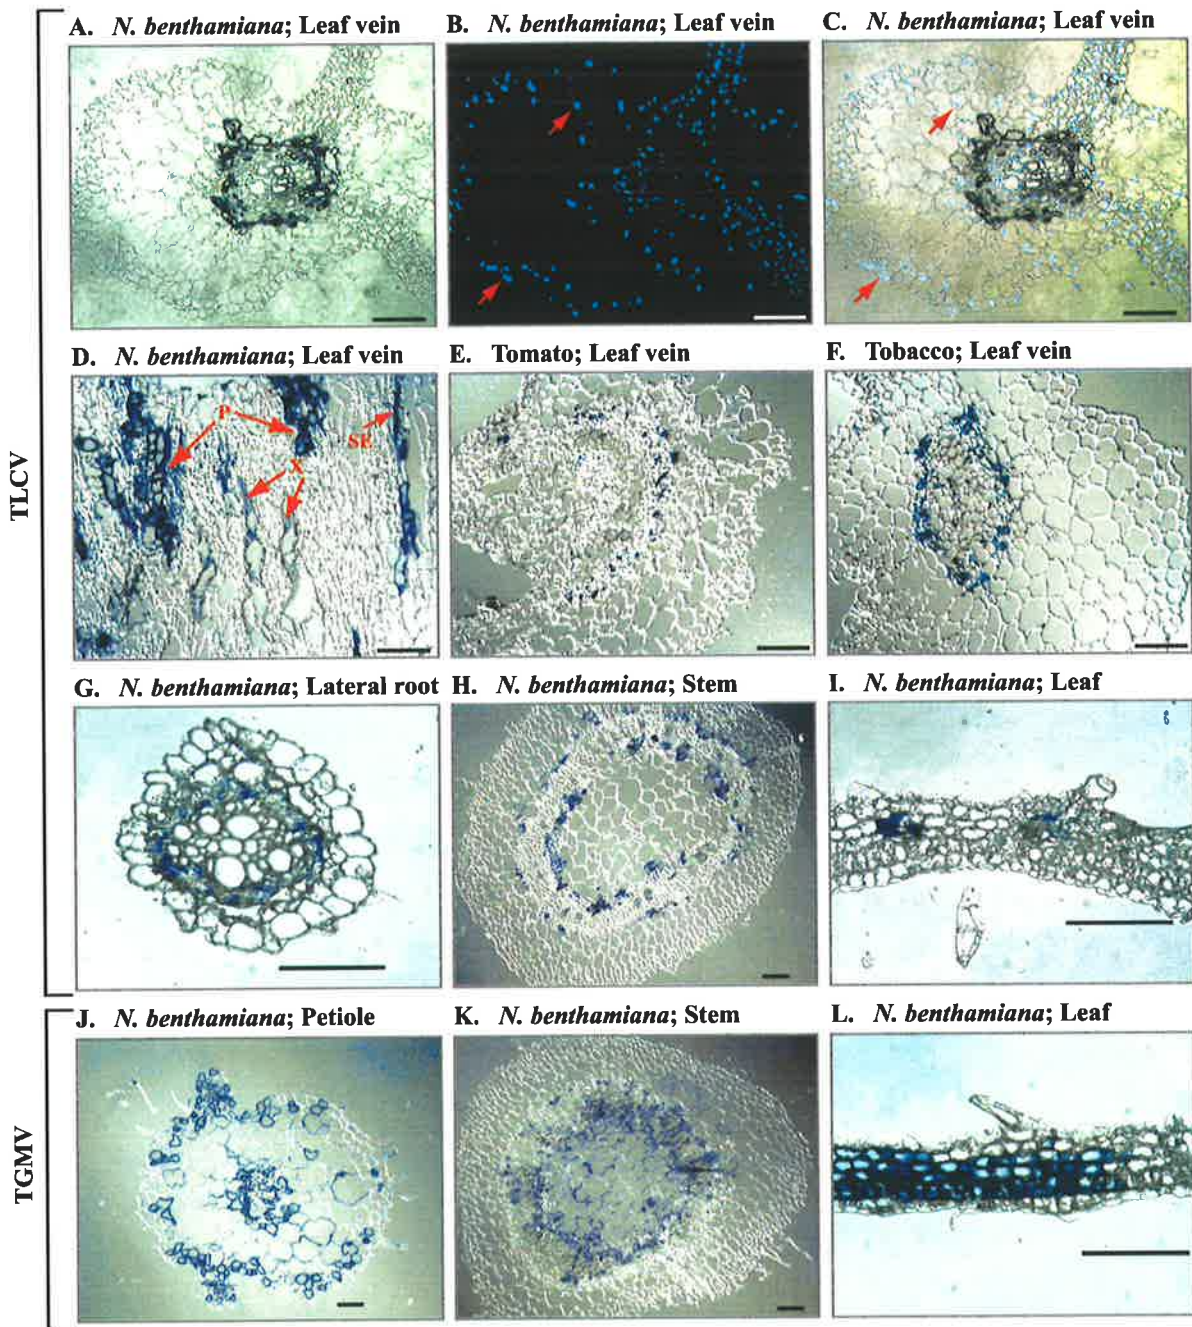 A. N. benthamiana; Leaf vein
B. N. benthamiana; Leaf vein
C. N. benthamiana; Leaf vein
D. N. benthamiana; Leaf vein
E. Tomato; Leaf vein
F. Tobacco; Leaf vein
P
X
SE
TLCV
G. N. benthamiana; Lateral root
H. N. benthamiana; Stem
I. N. benthamiana; Leaf
J. N. benthamiana; Petiole
K. N. benthamiana; Stem
L. N. benthamiana; Leaf
TGMV